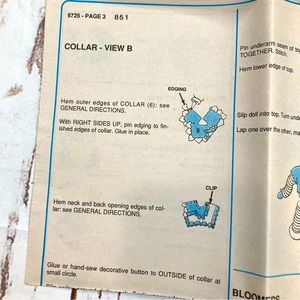 6725 - PAGE 3 851
COLLAR - VIEW B
EDGING
Hem outer edges of COLLAR (6): see
GENERAL DIRECTIONS.
With RIGHT SIDES UP, pin edging to fin-
ished edges of collar. Glue in place.
6
CLIP
Hem neck and back opening edges of col-
lar: see GENERAL DIRECTIONS.
Glue or hand-sew decorative button to OUTSIDE of collar at
small circle.
Pin underarm seam of
TOGETHER. Stitch.
Hem lower edge of top.
Slip doll into top. Turn unde
Lap one over the other, ma
BLOOMERS